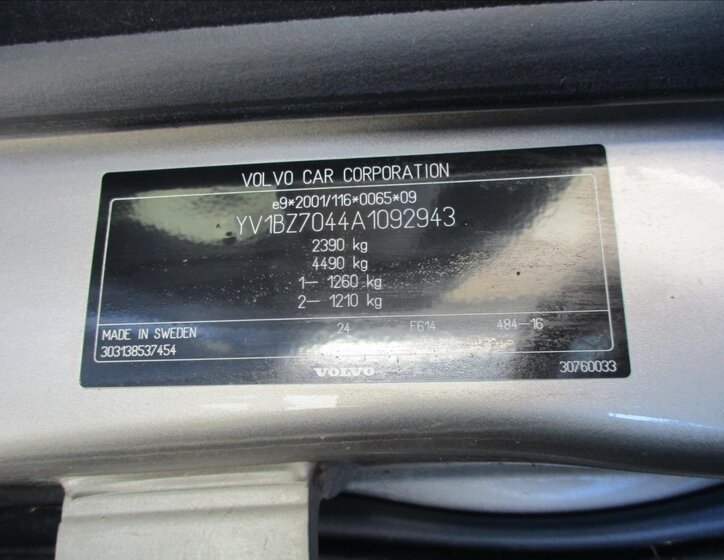 VOLVO CAR CORPORATION
e9*2001/116*0065*09
YV1BZ7044A1092943
2390 kg
4490 kg
1- 1260 kg
2- 1210 kg
24 F614 484-16
MADE IN SWEDEN
303138537454
VOLVO
30760033